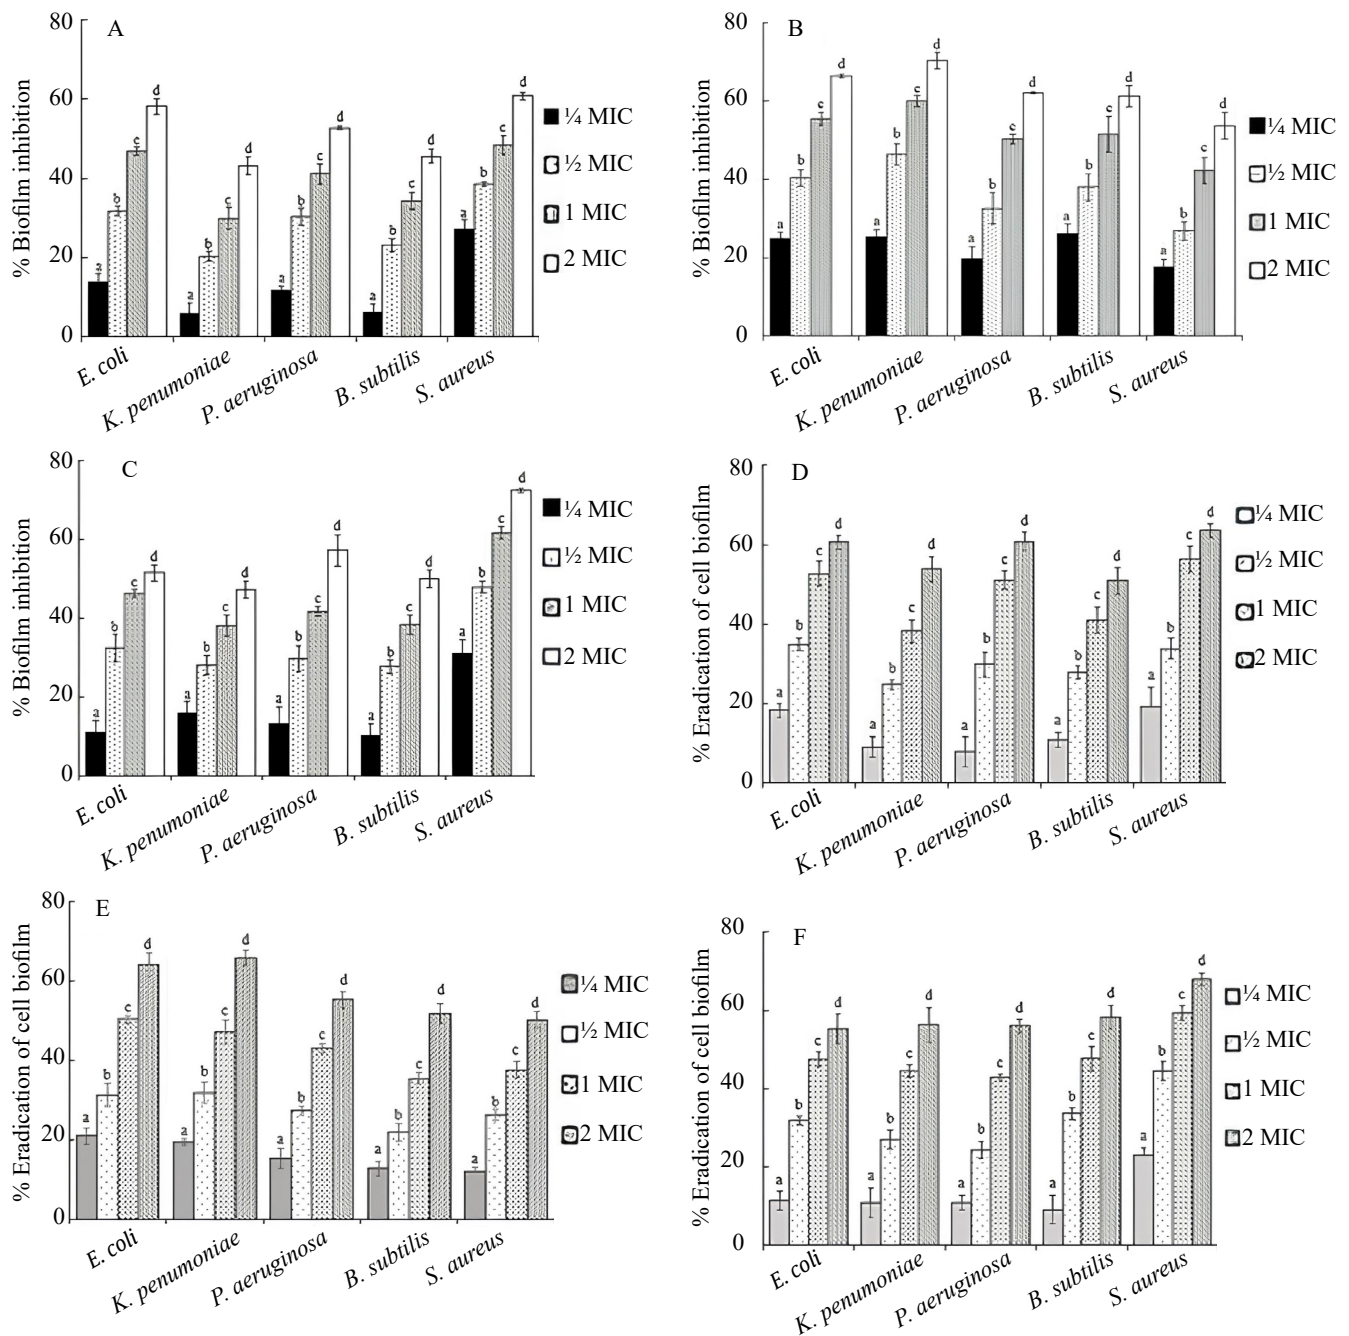 A
% Biofilm inhibition
80
60
40
20
0
d
c
b
a
d
c
b
a
d
c
b
a
d
c
b
a
d
c
b
a
¼ MIC
½ MIC
1 MIC
2 MIC
E. coli
K. penumoniae
P. aeruginosa
B. subtilis
S. aureus
B
% Biofilm inhibition
80
60
40
20
0
a
b
c
d
a
b
c
d
a
b
c
d
a
b
c
d
a
b
c
d
¼ MIC
½ MIC
1 MIC
2 MIC
E. coli
K. penumoniae
P. aeruginosa
B. subtilis
S. aureus
C
% Biofilm inhibition
80
60
40
20
0
a
b
c
d
a
b
c
d
a
b
c
d
a
b
c
d
a
b
c
d
¼ MIC
½ MIC
1 MIC
2 MIC
E. coli
K. penumoniae
P. aeruginosa
B. subtilis
S. aureus
D
% Eradication of cell biofilm
80
60
40
20
0
a
b
c
d
a
b
c
d
a
b
c
d
a
b
c
d
a
b
c
d
¼ MIC
½ MIC
1 MIC
2 MIC
E. coli
K. penumoniae
P. aeruginosa
B. subtilis
S. aureus
E
% Eradication of cell biofilm
80
60
40
20
0
a
b
c
d
a
b
c
d
a
b
c
d
a
b
c
d
a
b
c
d
¼ MIC
½ MIC
1 MIC
2 MIC
E. coli
K. penumoniae
P. aeruginosa
B. subtilis
S. aureus
F
% Eradication of cell biofilm
80
60
40
20
0
a
b
c
d
a
b
c
d
a
b
c
d
a
b
c
d
a
b
c
d
¼ MIC
½ MIC
1 MIC
2 MIC
E. coli
K. penumoniae
P. aeruginosa
B. subtilis
S. aureus